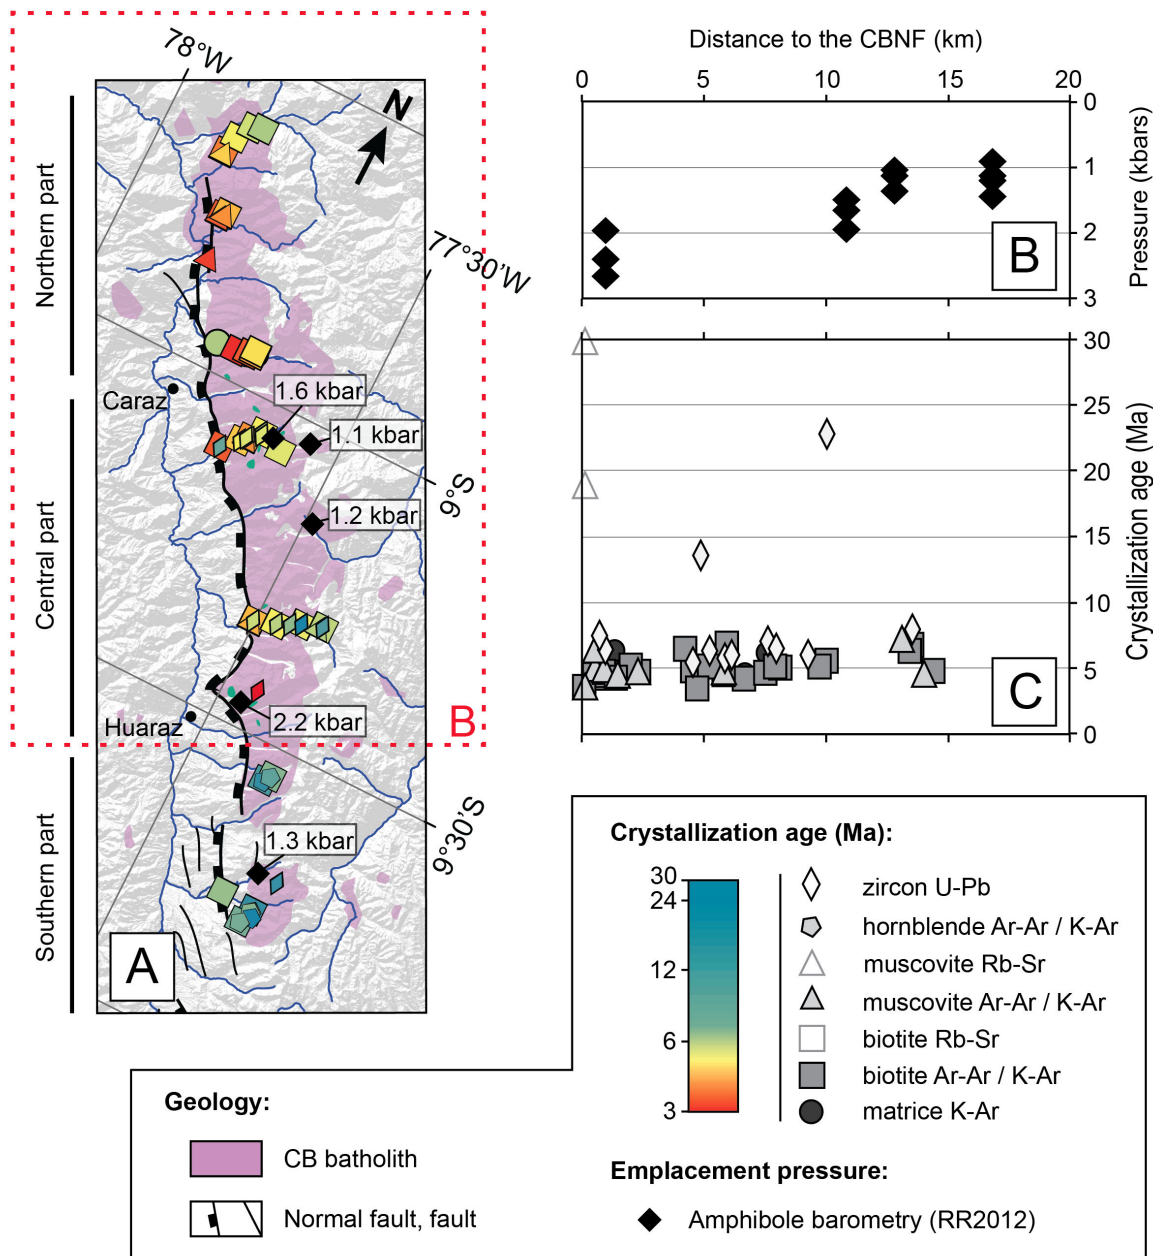 78°W
N
77°30'W
Northern part
Caraz
1.6 kbar
1.1 kbar
9°S
1.2 kbar
Central part
Huaraz
2.2 kbar
B
9°30'S
1.3 kbar
Southern part
A
Distance to the CBNF (km)
0 5 10 15 20
0
1
2
3
Pressure (kbars)
B
30
25
20
15
10
5
0
Crystallization age (Ma)
C
Crystallization age (Ma):
30
24
12
6
3
zircon U-Pb
hornblende Ar-Ar / K-Ar
muscovite Rb-Sr
muscovite Ar-Ar / K-Ar
biotite Rb-Sr
biotite Ar-Ar / K-Ar
matrice K-Ar
Geology:
CB batholith
Normal fault, fault
Emplacement pressure:
Amphibole barometry (RR2012)